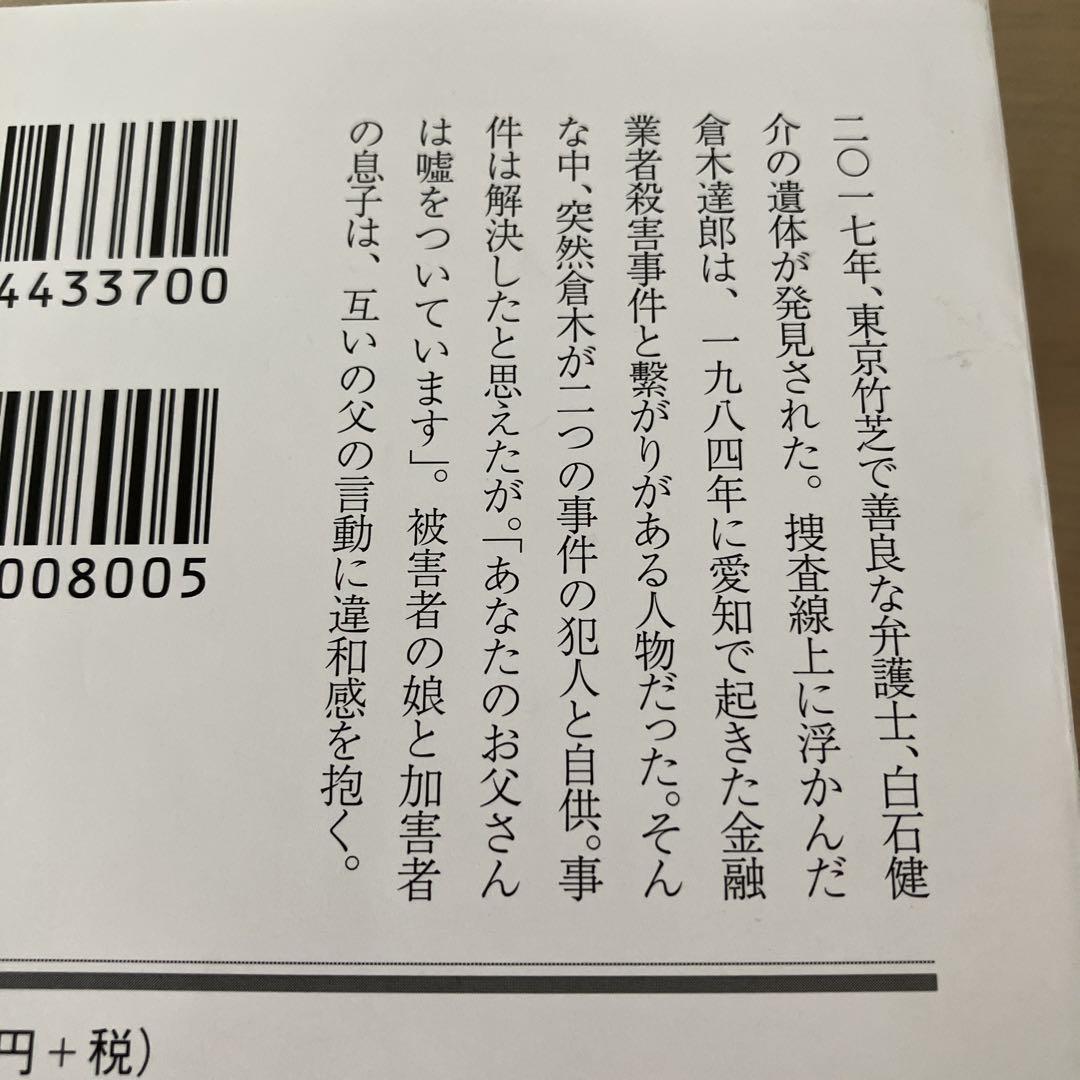 二〇一七年、東京竹芝で善良な弁護士、白石健
介の遺体が発見された。捜査線上に浮かんだ
倉木達郎は、一九八四年に愛知で起きた金融
業者殺害事件と繫がりがある人物だった。そん
な中、突然倉木が二つの事件の犯人と自供。事
件は解決したと思えたが。「あなたのお父さん
は嘘をついています」。被害者の娘と加害者
の息子は、互いの父の言動に違和感を抱く。
4433700
008005
円+税）